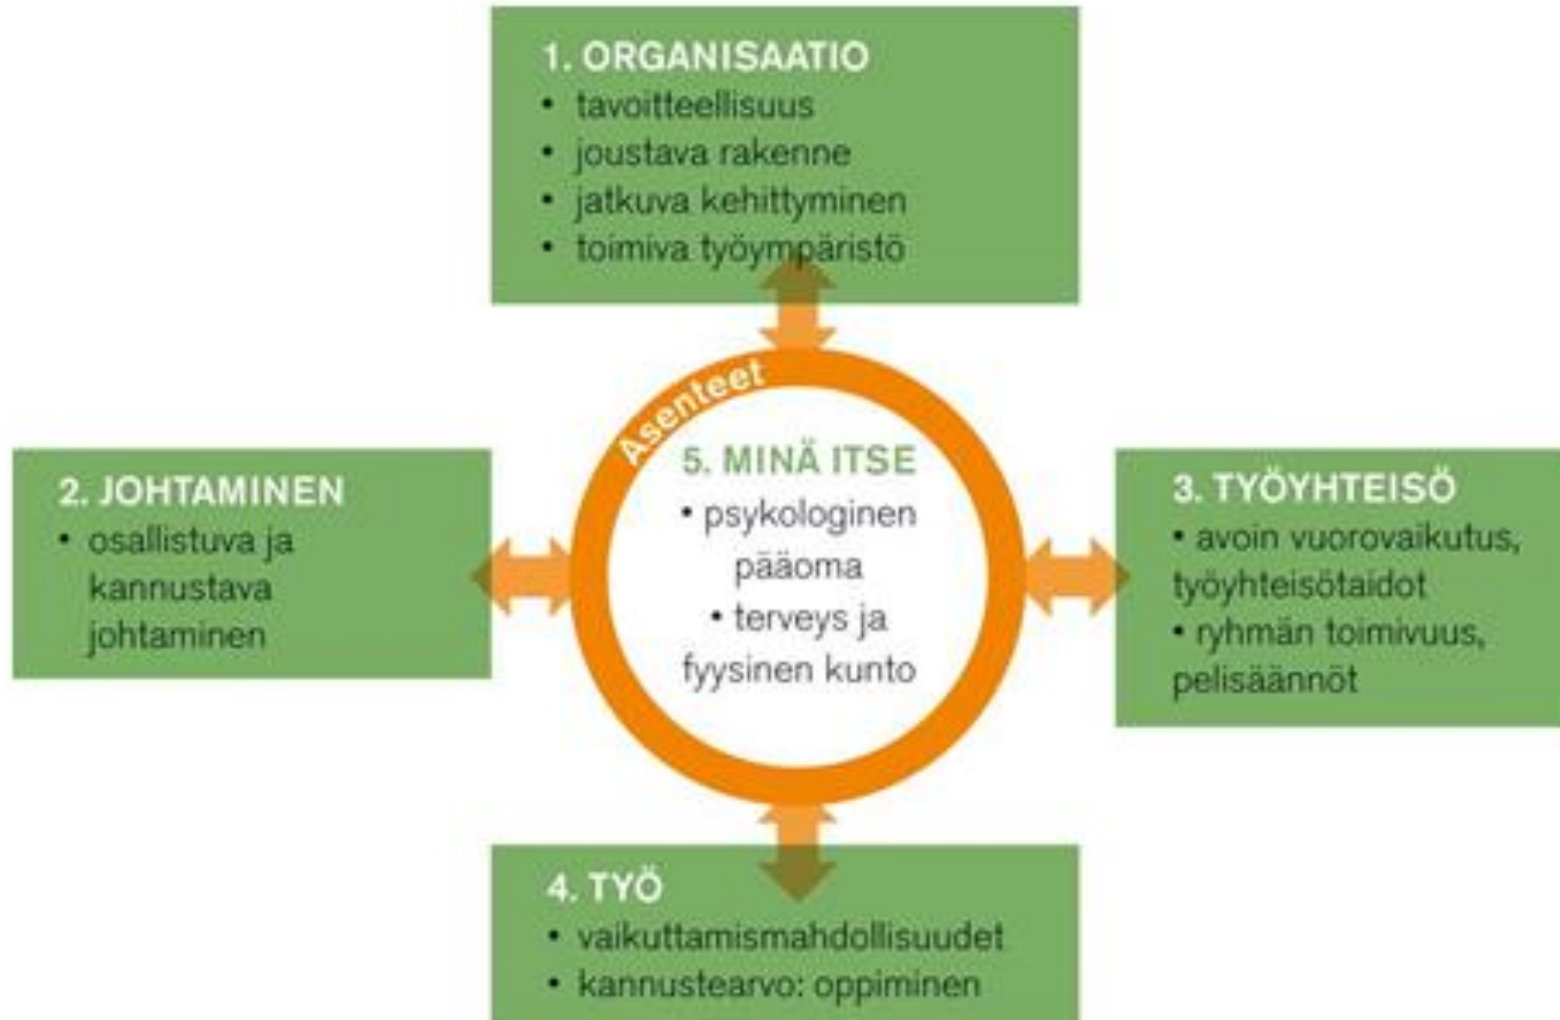 1. ORGANISAATIO
• tavoitteellisuus
• joustava rakenne
• jatkuva kehittyminen
• toimiva työympäristö
Asenteet
2. JOHTAMINEN
• osallistuva ja
kannustava
johtaminen
5. MINÄ ITSE
• psykologinen
pääoma
• terveys ja
fyysinen kunto
3. TYÖYHTEISÖ
• avoin vuorovaikutus,
työyhteisötaidot
• ryhmän toimivuus,
pelisäännöt
4. TYÖ
• vaikuttamismahdollisuudet
• kannustearvo: oppiminen